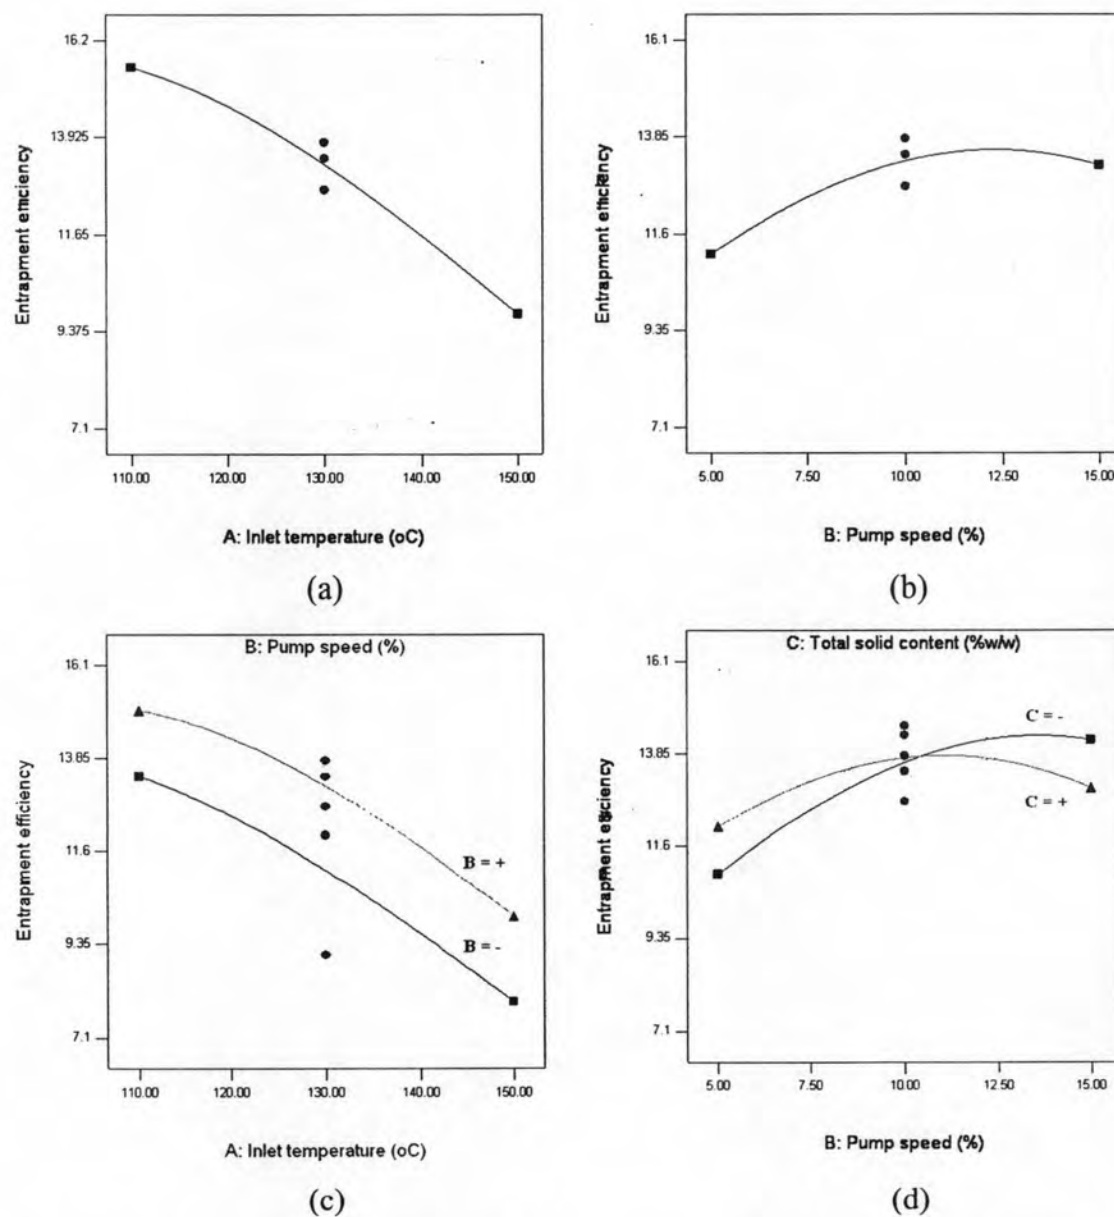 16.2
13.925
11.65
9.375
7.1
Entrapment efficiency
110.00 120.00 130.00 140.00 150.00
A: Inlet temperature (oC)
(a)
16.1
13.85
11.6
9.35
7.1
Entrapment efficiency
5.00 7.50 10.00 12.50 15.00
B: Pump speed (%)
(b)
B: Pump speed (%)
16.1
13.85
11.6
9.35
7.1
Entrapment efficiency
B = +
B = -
110.00 120.00 130.00 140.00 150.00
A: Inlet temperature (oC)
(c)
C: Total solid content (%w/w)
16.1
13.85
11.6
9.35
7.1
Entrapment efficiency
C = -
C = +
5.00 7.50 10.00 12.50 15.00
B: Pump speed (%)
(d)